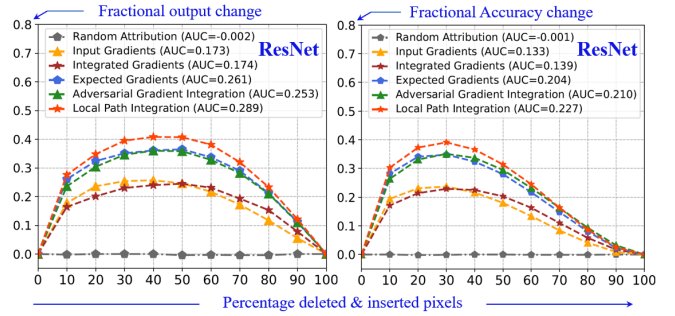 Fractional output change
Fractional Accuracy change
0.8
0.7
0.6
0.5
0.4
0.3
0.2
0.1
0.0
Random Attribution (AUC=-0.002)
Input Gradients (AUC=0.173)
Integrated Gradients (AUC=0.174)
Expected Gradients (AUC=0.261)
Adversarial Gradient Integration (AUC=0.253)
Local Path Integration (AUC=0.289)
ResNet
0 10 20 30 40 50 60 70 80 90 100
0.8
0.7
0.6
0.5
0.4
0.3
0.2
0.1
0.0
Random Attribution (AUC=-0.001)
Input Gradients (AUC=0.133)
Integrated Gradients (AUC=0.139)
Expected Gradients (AUC=0.204)
Adversarial Gradient Integration (AUC=0.210)
Local Path Integration (AUC=0.227)
ResNet
0 10 20 30 40 50 60 70 80 90 100
Percentage deleted & inserted pixels